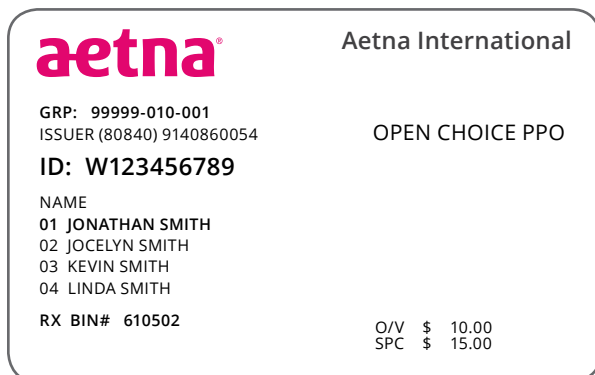 aetna®
Aetna International
GRP: 99999-010-001
ISSUER (80840) 9140860054
OPEN CHOICE PPO
ID: W123456789
NAME
01 JONATHAN SMITH
02 JOCELYN SMITH
03 KEVIN SMITH
04 LINDA SMITH
RX BIN# 610502
O/V $ 10.00
SPC $ 15.00